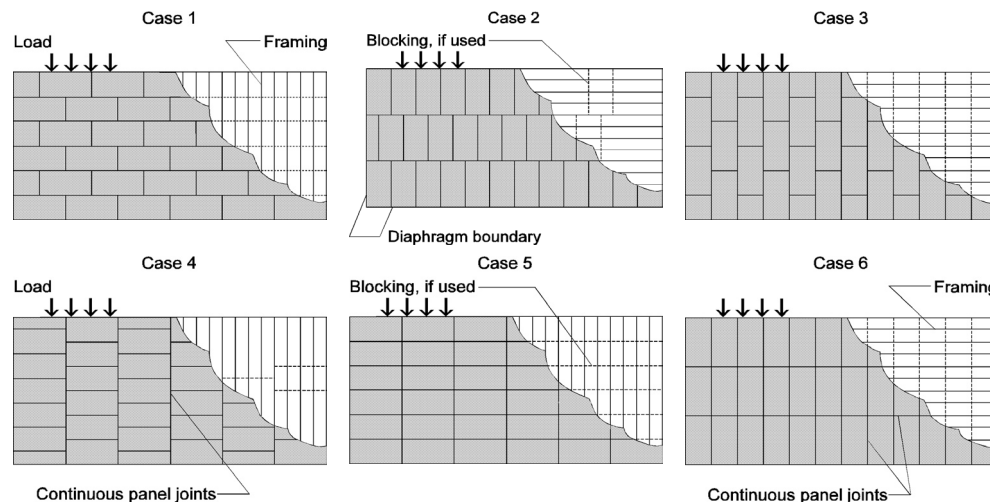 Case 1
Case 2
Case 3
Load
Framing
Blocking, if used
Diaphragm boundary
Case 4
Case 5
Case 6
Load
Blocking, if used
Framing
Continuous panel joints
Continuous panel joints